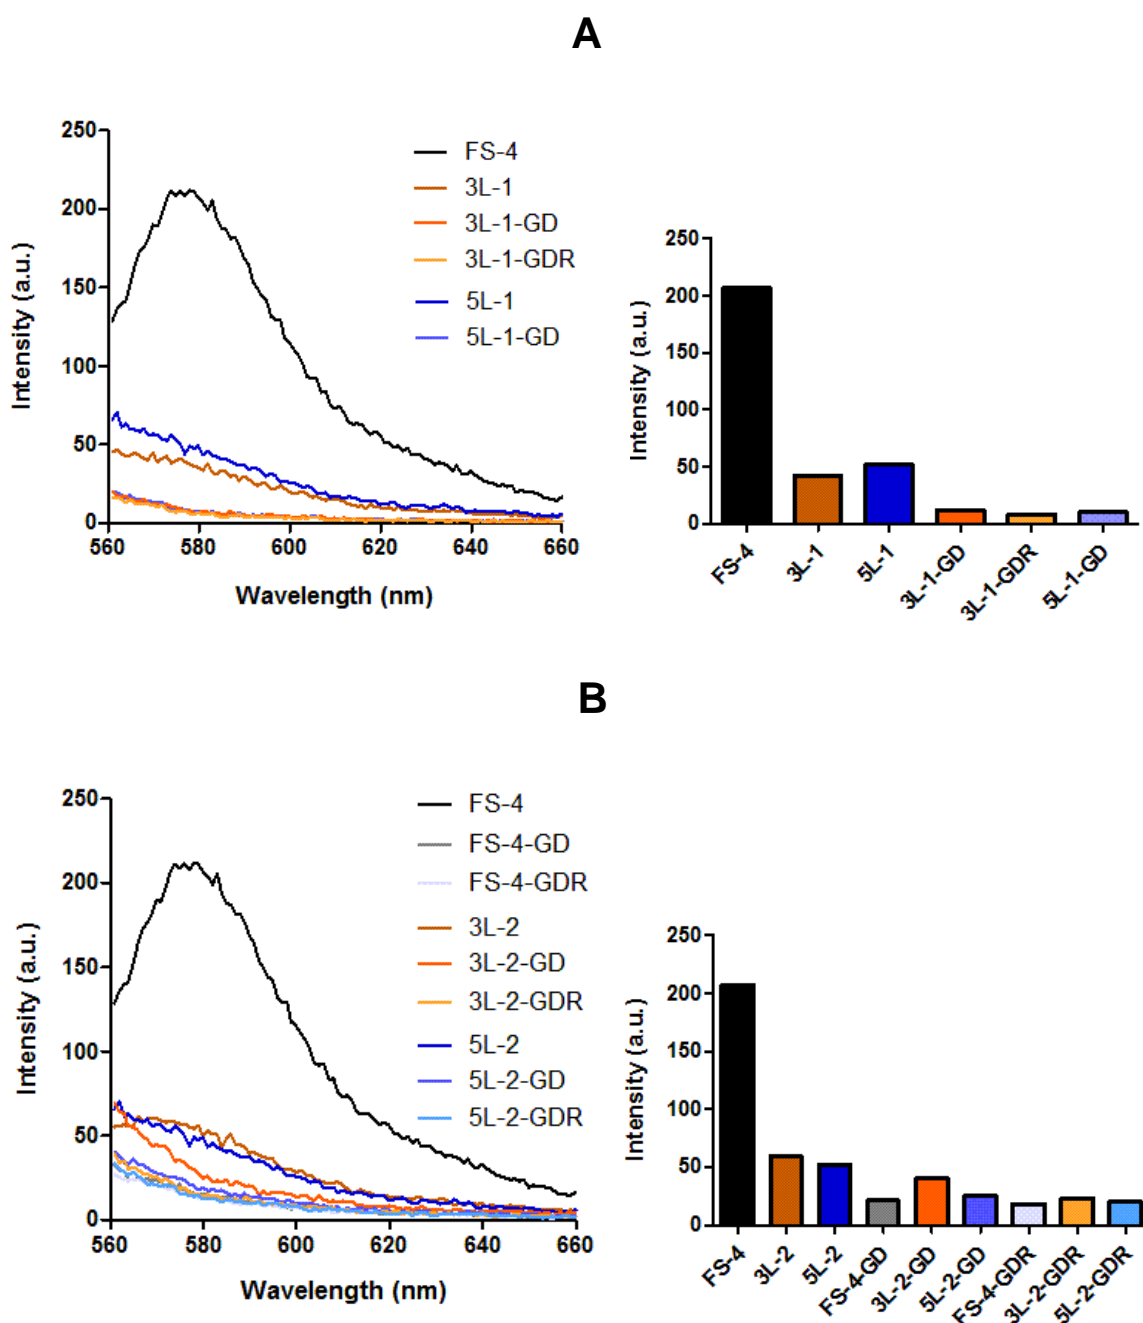 A
250
200
150
100
50
0
560 580 600 620 640 660
Intensity (a.u.)
Wavelength (nm)
FS-4
3L-1
3L-1-GD
3L-1-GDR
5L-1
5L-1-GD
250
200
150
100
50
0
Intensity (a.u.)
FS-4 3L-1 5L-1 3L-1-GD 3L-1-GDR 5L-1-GD
B
250
200
150
100
50
0
560 580 600 620 640 660
Intensity (a.u.)
Wavelength (nm)
FS-4
FS-4-GD
FS-4-GDR
3L-2
3L-2-GD
3L-2-GDR
5L-2
5L-2-GD
5L-2-GDR
250
200
150
100
50
0
Intensity (a.u.)
FS-4 3L-2 5L-2 FS-4-GD 3L-2-GD 5L-2-GD FS-4-GDR 3L-2-GDR 5L-2-GDR